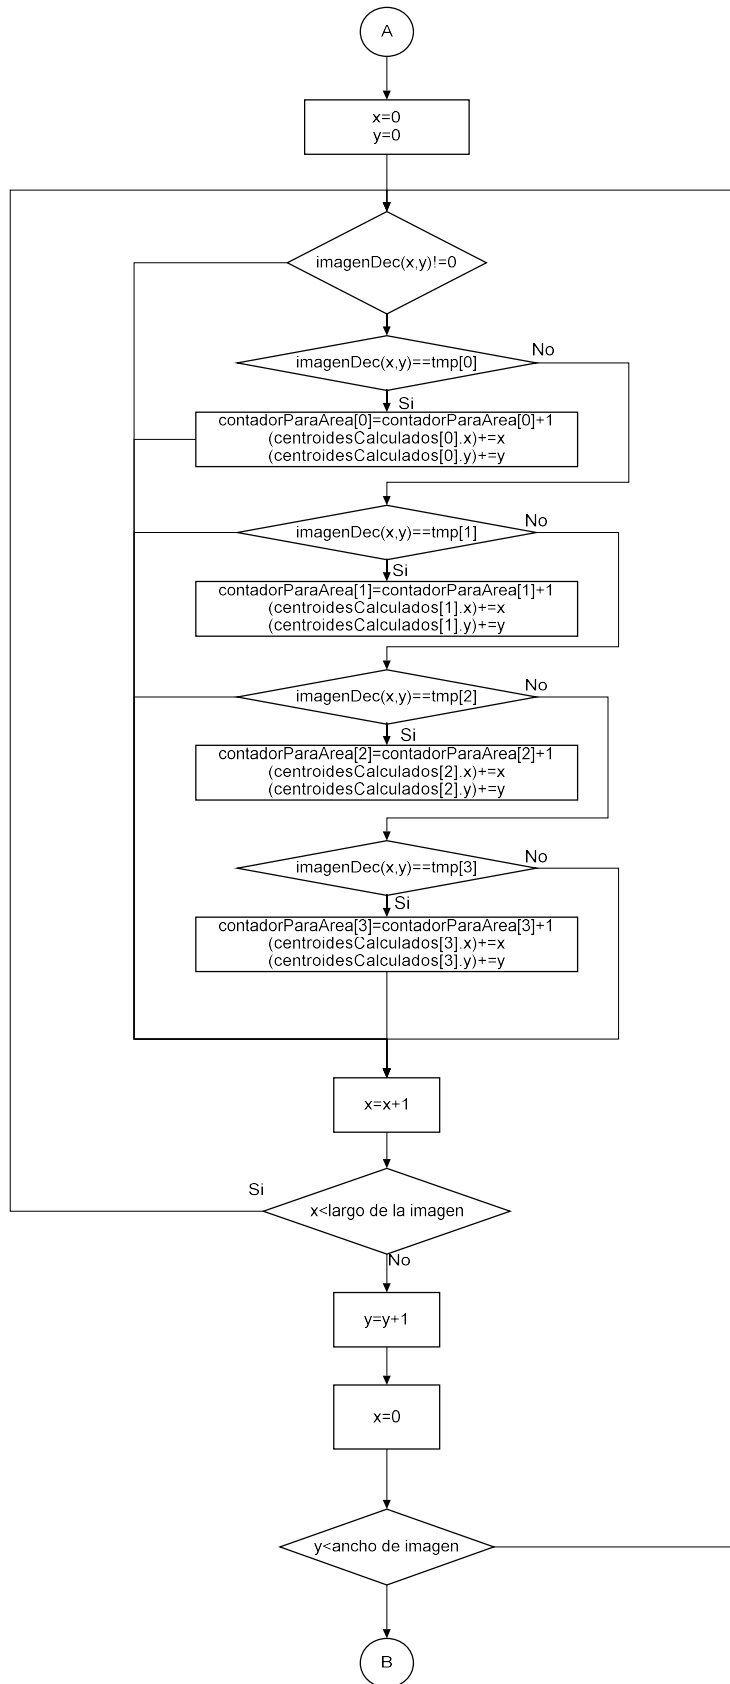 A
x=0
y=0
imagenDec(x,y)!=0
imagenDec(x,y)==tmp[0]
No
Si
contadorParaArea[0]=contadorParaArea[0]+1
(centroidesCalculados[0].x)+=x
(centroidesCalculados[0].y)+=y
imagenDec(x,y)==tmp[1]
No
Si
contadorParaArea[1]=contadorParaArea[1]+1
(centroidesCalculados[1].x)+=x
(centroidesCalculados[1].y)+=y
imagenDec(x,y)==tmp[2]
No
Si
contadorParaArea[2]=contadorParaArea[2]+1
(centroidesCalculados[2].x)+=x
(centroidesCalculados[2].y)+=y
imagenDec(x,y)==tmp[3]
No
Si
contadorParaArea[3]=contadorParaArea[3]+1
(centroidesCalculados[3].x)+=x
(centroidesCalculados[3].y)+=y
x=x+1
Si
x<largo de la imagen
No
y=y+1
x=0
y<ancho de imagen
B